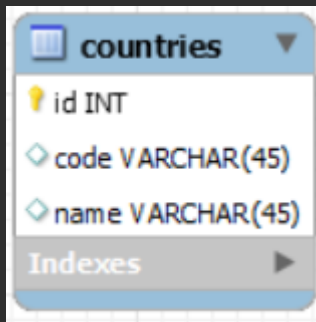 countries
id INT
code VARCHAR(45)
name VARCHAR(45)
Indexes